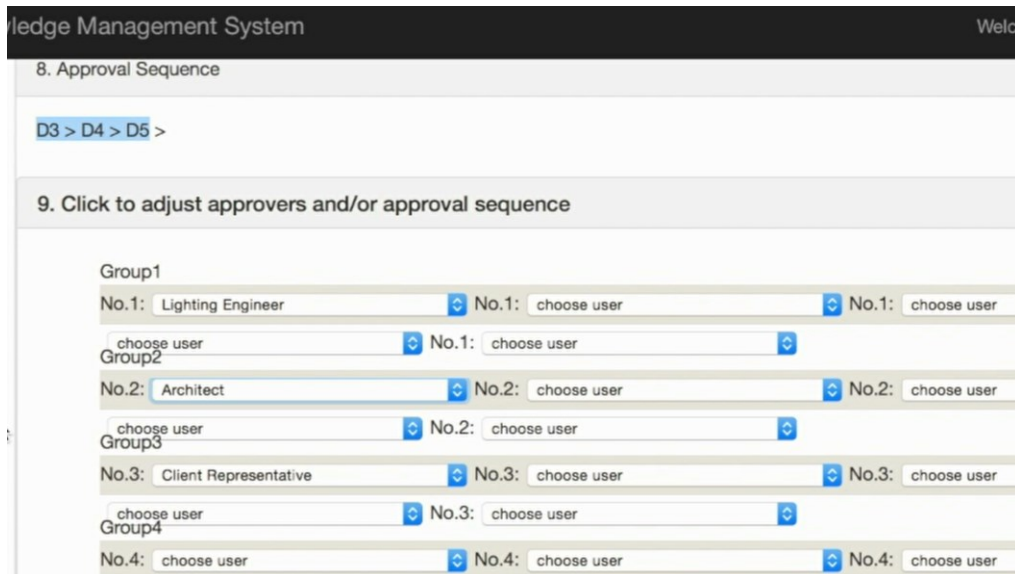 ledge Management System Welc
8. Approval Sequence
D3 > D4 > D5 >
9. Click to adjust approvers and/or approval sequence
Group1
No.1: Lighting Engineer No.1: choose user No.1: choose user
choose user No.1: choose user
Group2
No.2: Architect No.2: choose user No.2: choose user
choose user No.2: choose user
Group3
No.3: Client Representative No.3: choose user No.3: choose user
choose user No.3: choose user
Group4
No.4: choose user No.4: choose user No.4: choose user